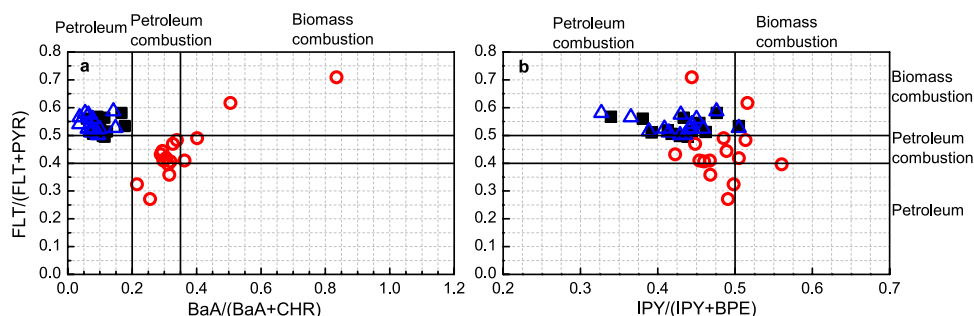 Petroleum
Petroleum
combustion
Biomass
combustion
a
0.8
0.7
0.6
0.5
0.4
0.3
0.2
0.1
0.0
FLT/(FLT+PYR)
0.0 0.2 0.4 0.6 0.8 1.0 1.2
BaA/(BaA+CHR)
Petroleum
combustion
Biomass
combustion
b
0.8
0.7
0.6
0.5
0.4
0.3
0.2
0.1
0.0
Biomass
combustion
Petroleum
combustion
Petroleum
0.2 0.3 0.4 0.5 0.6 0.7
IPY/(IPY+BPE)